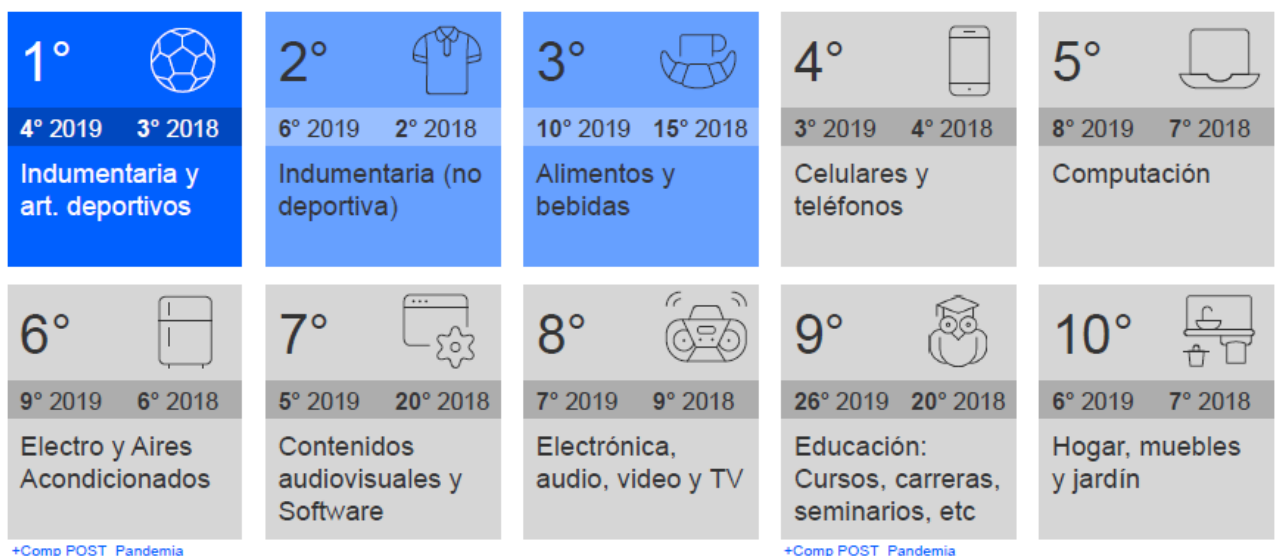 1°
4° 2019 3° 2018
Indumentaria y
art. deportivos
2°
6° 2019 2° 2018
Indumentaria (no
deportiva)
3°
10° 2019 15° 2018
Alimentos y
bebidas
4°
3° 2019 4° 2018
Celulares y
teléfonos
5°
8° 2019 7° 2018
Computación
6°
9° 2019 6° 2018
Electro y Aires
Acondicionados
+Comp POST Pandemia
7°
5° 2019 20° 2018
Contenidos
audiovisuales y
Software
8°
7° 2019 9° 2018
Electrónica,
audio, video y TV
9°
26° 2019 20° 2018
Educación:
Cursos, carreras,
seminarios, etc
+Comp POST Pandemia
10°
6° 2019 7° 2018
Hogar, muebles
y jardín